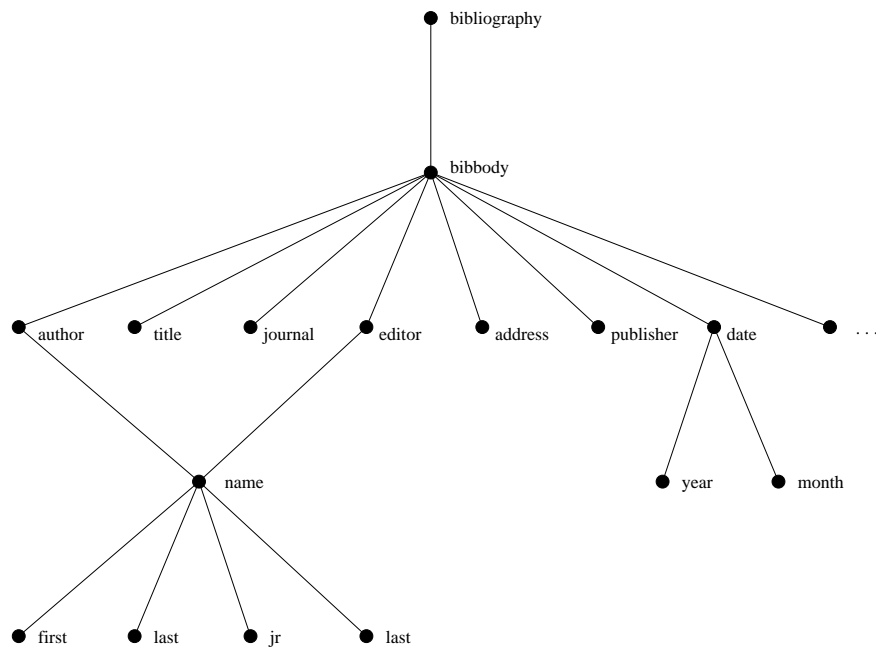 bibliography
bibbody
author title journal editor address publisher date ...
name year month
first last jr last